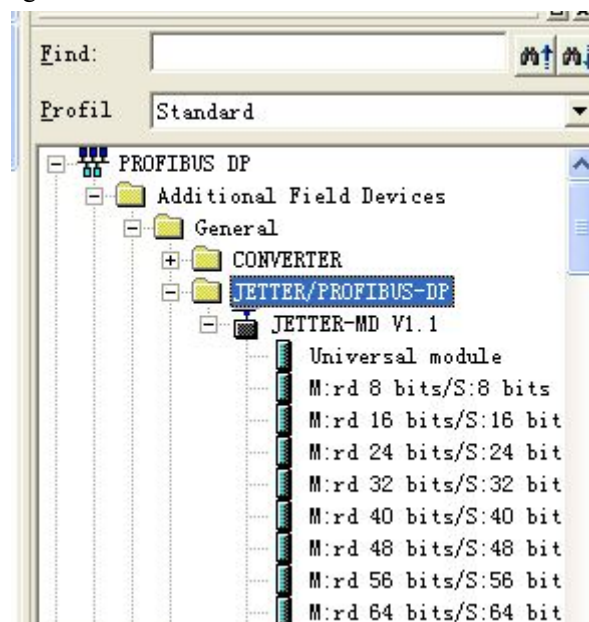 Find:
Profil Standard
PROFIBUS DP
Additional Field Devices
General
CONVERTER
JETTER/PROFIBUS-DP
JETTER-MD V1.1
Universal module
M:rd 8 bits/S:8 bits
M:rd 16 bits/S:16 bit
M:rd 24 bits/S:24 bit
M:rd 32 bits/S:32 bit
M:rd 40 bits/S:40 bit
M:rd 48 bits/S:48 bit
M:rd 56 bits/S:56 bit
M:rd 64 bits/S:64 bit